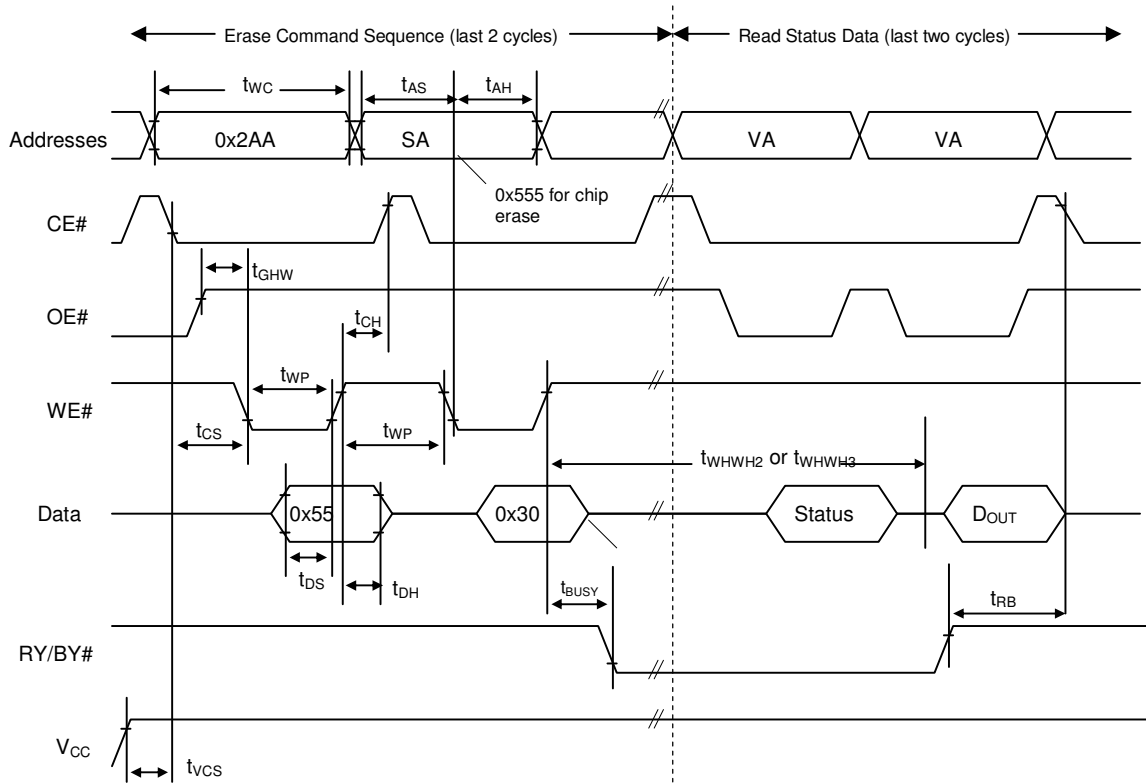 Erase Command Sequence (last 2 cycles) Read Status Data (last two cycles)
tWC tAS tAH
Addresses 0x2AA SA VA VA
0x555 for chip
erase
CE#
tGHW
OE#
tCH
tWP
WE#
tCS tWP
tWHWH2 or tWHWH3
Data 0x55 0x30 Status DOUT
tDS tDH tBUSY tRB
RY/BY#
VCC
tVCS